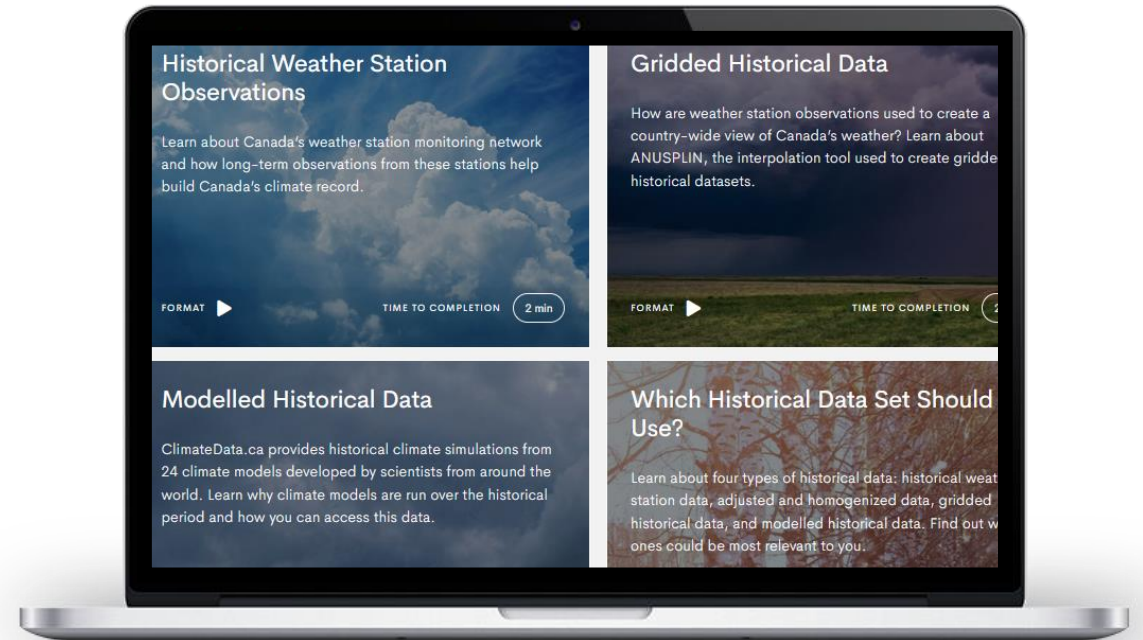 Historical Weather Station
Observations
Learn about Canada's weather station monitoring network
and how long-term observations from these stations help
build Canada's climate record.
FORMAT
TIME TO COMPLETION
2 min
Gridded Historical Data
How are weather station observations used to create a
country-wide view of Canada's weather? Learn about
ANUSPLIN, the interpolation tool used to create gridde
historical datasets.
FORMAT
TIME TO COMPLETION
Modelled Historical Data
ClimateData.ca provides historical climate simulations from
24 climate models developed by scientists from around the
world. Learn why climate models are run over the historical
period and how you can access this data.
Which Historical Data Set Should
Use?
Learn about four types of historical data: historical weat
station data, adjusted and homogenized data, gridded
historical data, and modelled historical data. Find out w
ones could be most relevant to you.